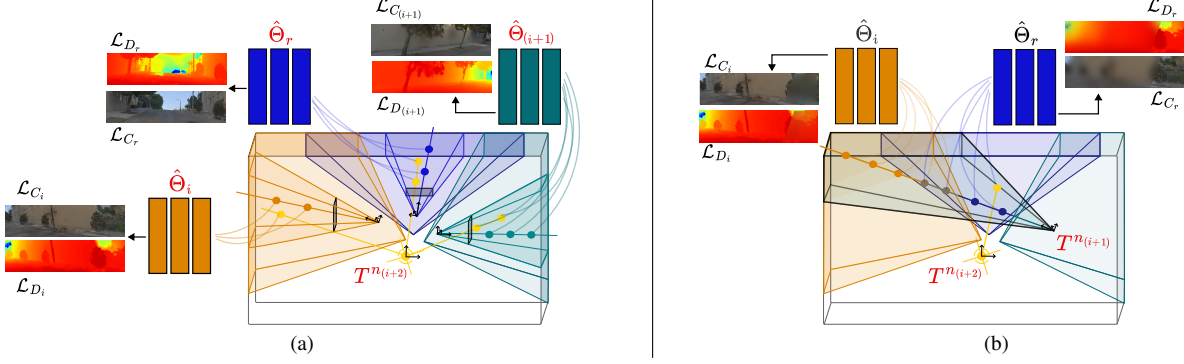 $\mathcal{L}_{C_{(i+1)}}$
$\hat{\Theta}_r$
$\hat{\Theta}_{(i+1)}$
$\mathcal{L}_{D_r}$
$\mathcal{L}_{D_{(i+1)}}$
$\mathcal{L}_{C_r}$
$\hat{\Theta}_i$
$\mathcal{L}_{C_i}$
$\mathcal{L}_{D_i}$
$T^{n_{(i+2)}}$
(a)
$\mathcal{L}_{D_r}$
$\hat{\Theta}_i$
$\hat{\Theta}_r$
$\mathcal{L}_{C_i}$
$\mathcal{L}_{C_r}$
$\mathcal{L}_{D_i}$
$T^{n_{(i+1)}}$
$T^{n_{(i+2)}}$
(b)